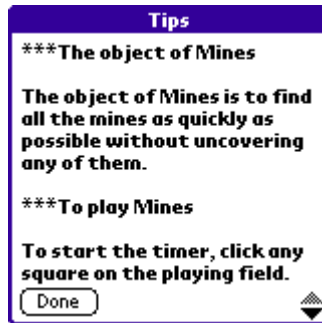 Tips
***The object of Mines
The object of Mines is to find
all the mines as quickly as
possible without uncovering
any of them.
***To play Mines
To start the timer, click any
square on the playing field.
Done